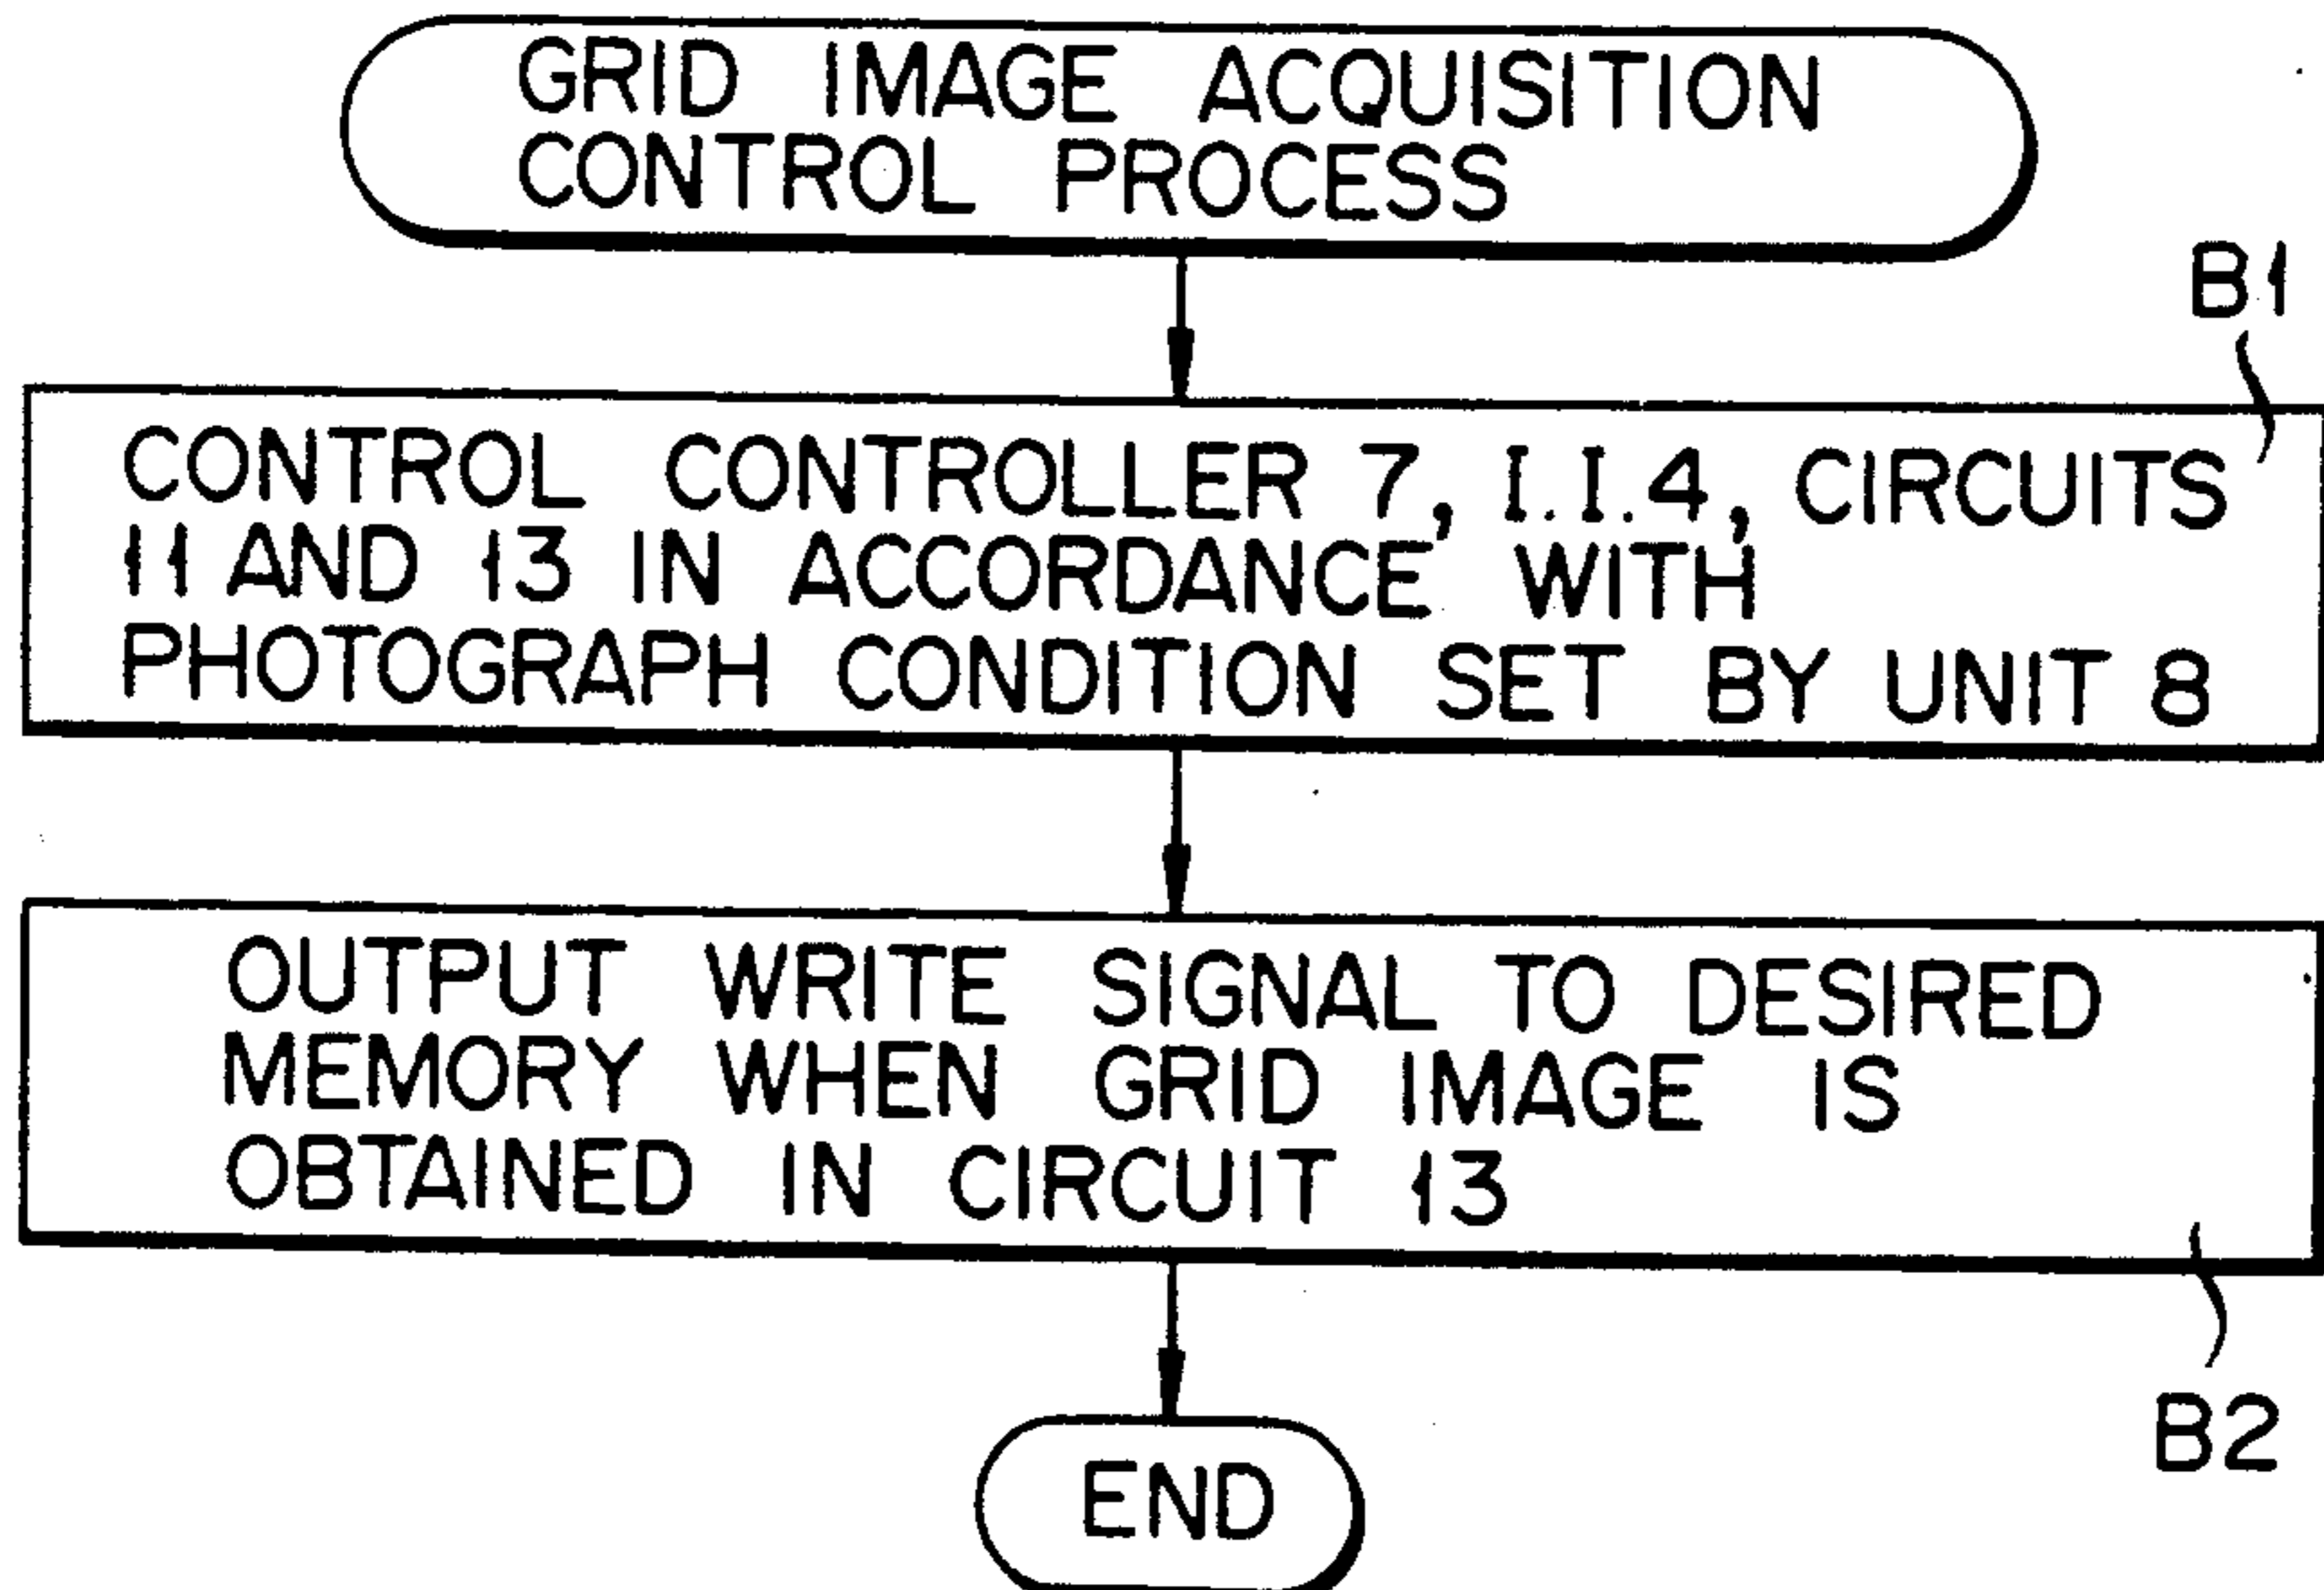 GRID IMAGE ACQUISITION
CONTROL PROCESS
B1
CONTROL CONTROLLER 7, I.I.4, CIRCUITS
11 AND 13 IN ACCORDANCE WITH
PHOTOGRAPH CONDITION SET BY UNIT 8
OUTPUT WRITE SIGNAL TO DESIRED
MEMORY WHEN GRID IMAGE IS
OBTAINED IN CIRCUIT 13
B2
END